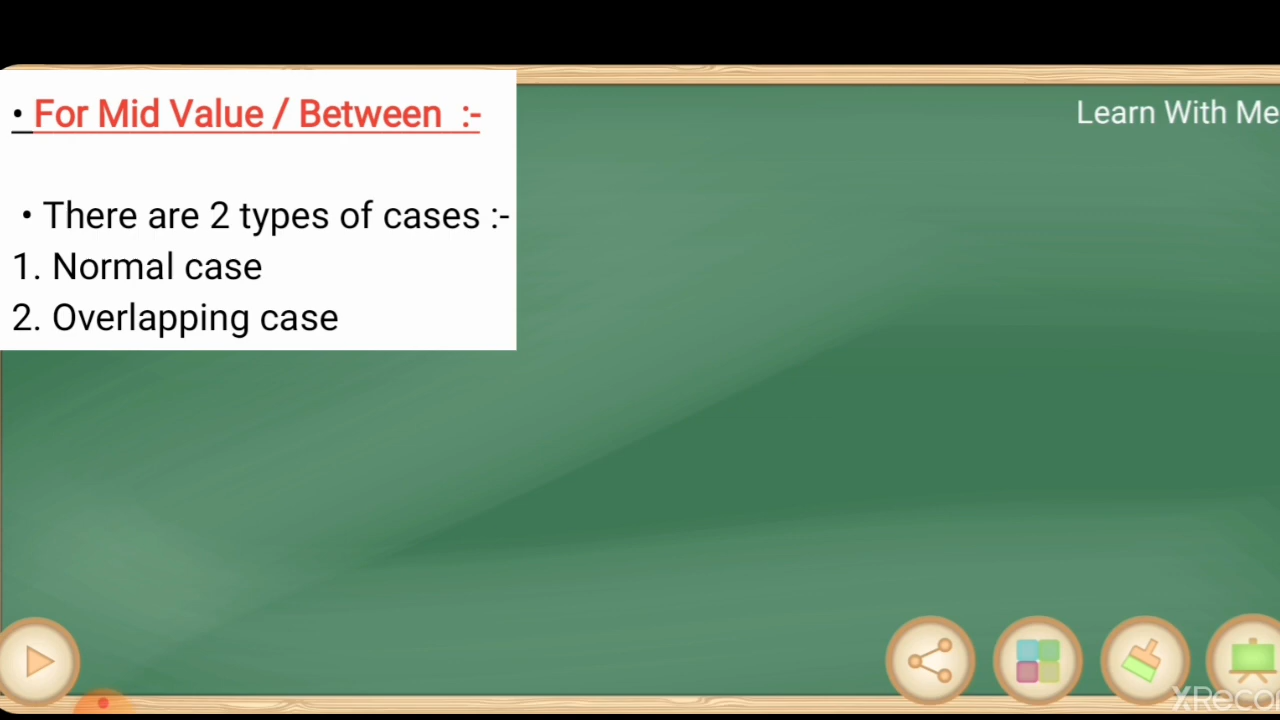 • For Mid Value / Between :-
• There are 2 types of cases :-
1. Normal case
2. Overlapping case
Learn With Me
XRecor